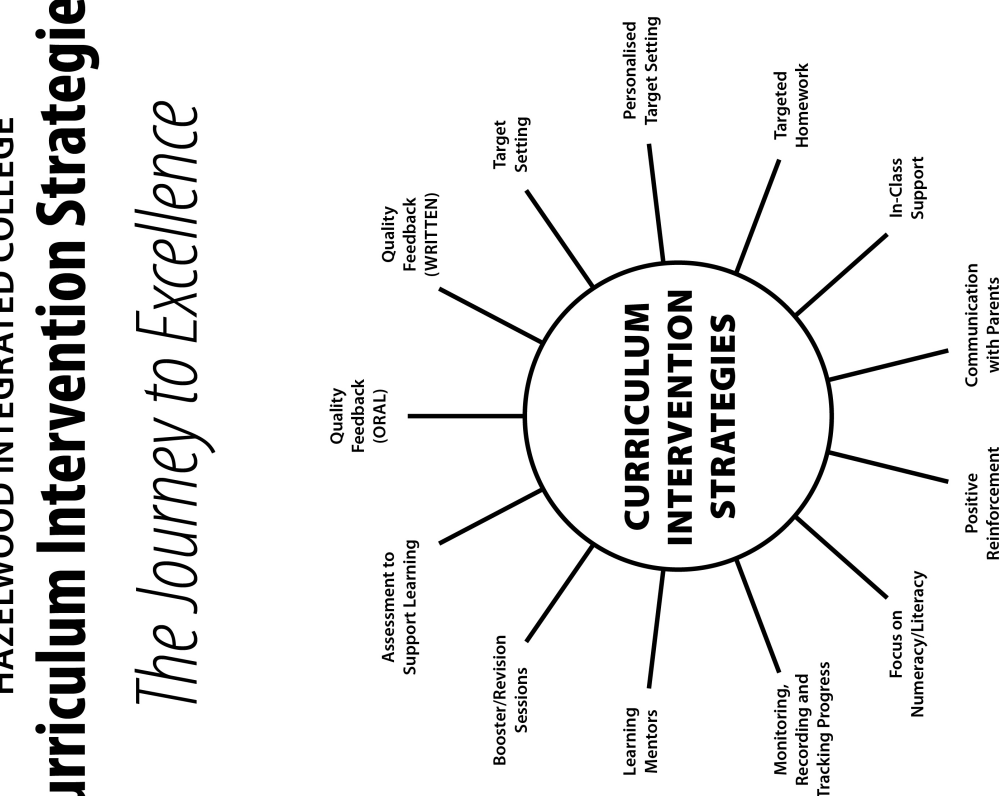 HAZELWOOD INTEGRATED COLLEGE
urriculum Intervention Strategie
The Journey to Excellence
Quality
Feedback
(ORAL)
Quality
Feedback
(WRITTEN)
Target
Setting
Personalised
Target Setting
Targeted
Homework
In-Class
Support
Communication
with Parents
Positive
Reinforcement
Focus on
Numeracy/Literacy
Monitoring,
Recording and
Tracking Progress
Learning
Mentors
Booster/Revision
Sessions
Assessment to
Support Learning
CURRICULUM
INTERVENTION
STRATEGIES